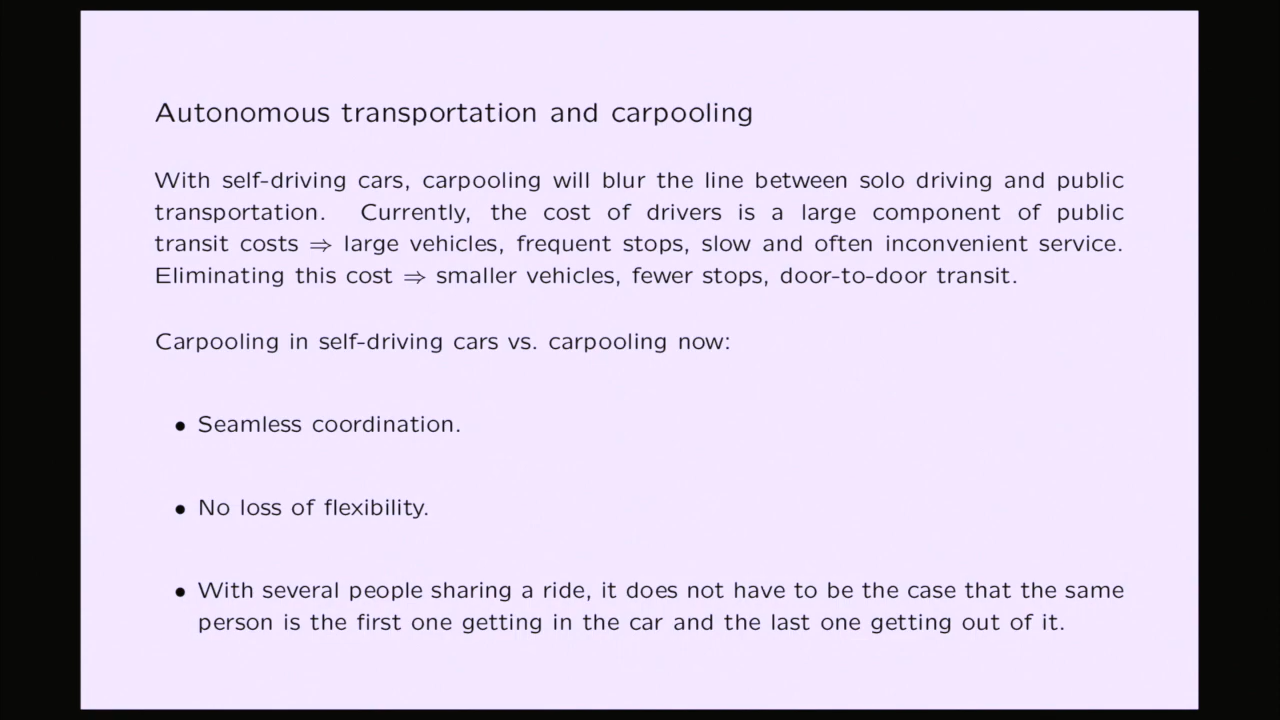 Autonomous transportation and carpooling
With self-driving cars, carpooling will blur the line between solo driving and public
transportation. Currently, the cost of drivers is a large component of public
transit costs ⇒ large vehicles, frequent stops, slow and often inconvenient service.
Eliminating this cost ⇒ smaller vehicles, fewer stops, door-to-door transit.
Carpooling in self-driving cars vs. carpooling now:
• Seamless coordination.
• No loss of flexibility.
• With several people sharing a ride, it does not have to be the case that the same
person is the first one getting in the car and the last one getting out of it.